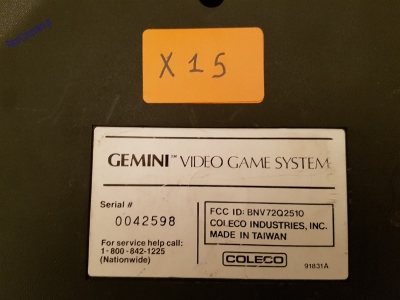 X 15
GEMINI™ VIDEO GAME SYSTEM
Serial #
0042598
For service help call:
1-800-842-1225
(Nationwide)
FCC ID: BNV72Q2510
COLECO INDUSTRIES, INC.
MADE IN TAIWAN
COLECO
91831A